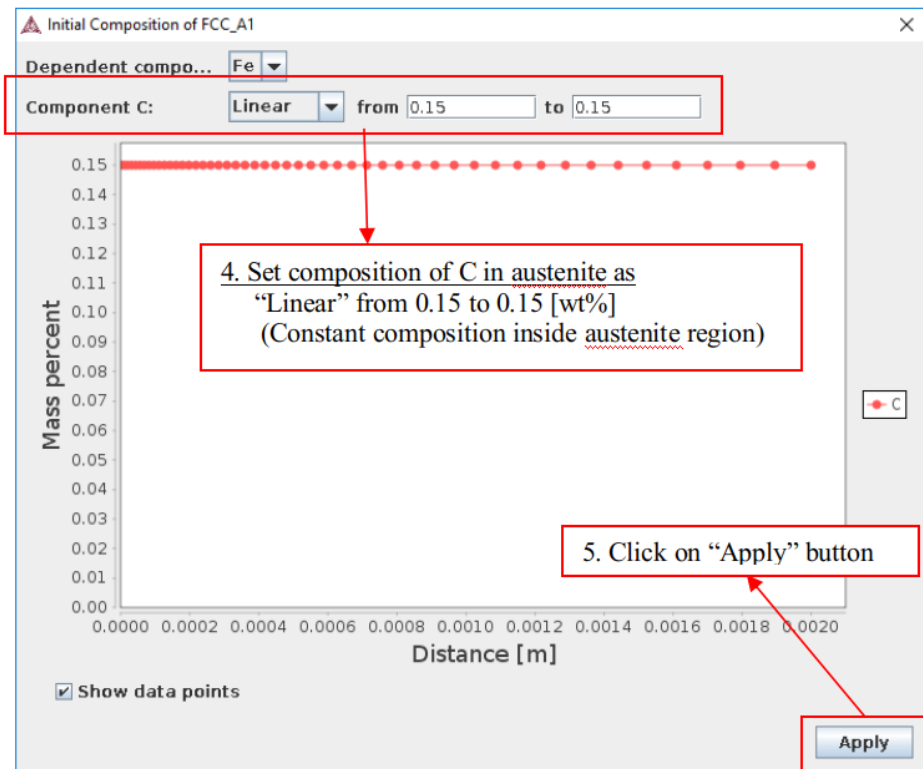 Initial Composition of FCC_A1
Dependent compo... Fe
Component C: Linear from 0.15 to 0.15
0.15
0.14
0.13
0.12
0.11
0.10
0.09
0.08
0.07
0.06
0.05
0.04
0.03
0.02
0.01
0.00
Mass percent
4. Set composition of C in austenite as
“Linear” from 0.15 to 0.15 [wt%]
(Constant composition inside austenite region)
C
5. Click on “Apply” button
0.0000 0.0002 0.0004 0.0006 0.0008 0.0010 0.0012 0.0014 0.0016 0.0018 0.0020
Distance [m]
Show data points
Apply